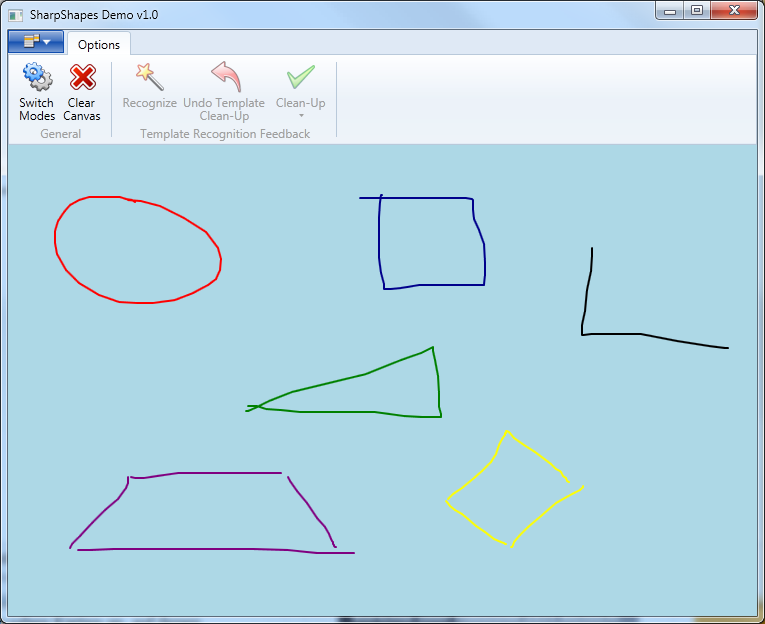 SharpShapes Demo v1.0
Options
Switch Modes
Clear Canvas
Recognize
Undo Template Clean-Up
Clean-Up
General
Template Recognition Feedback